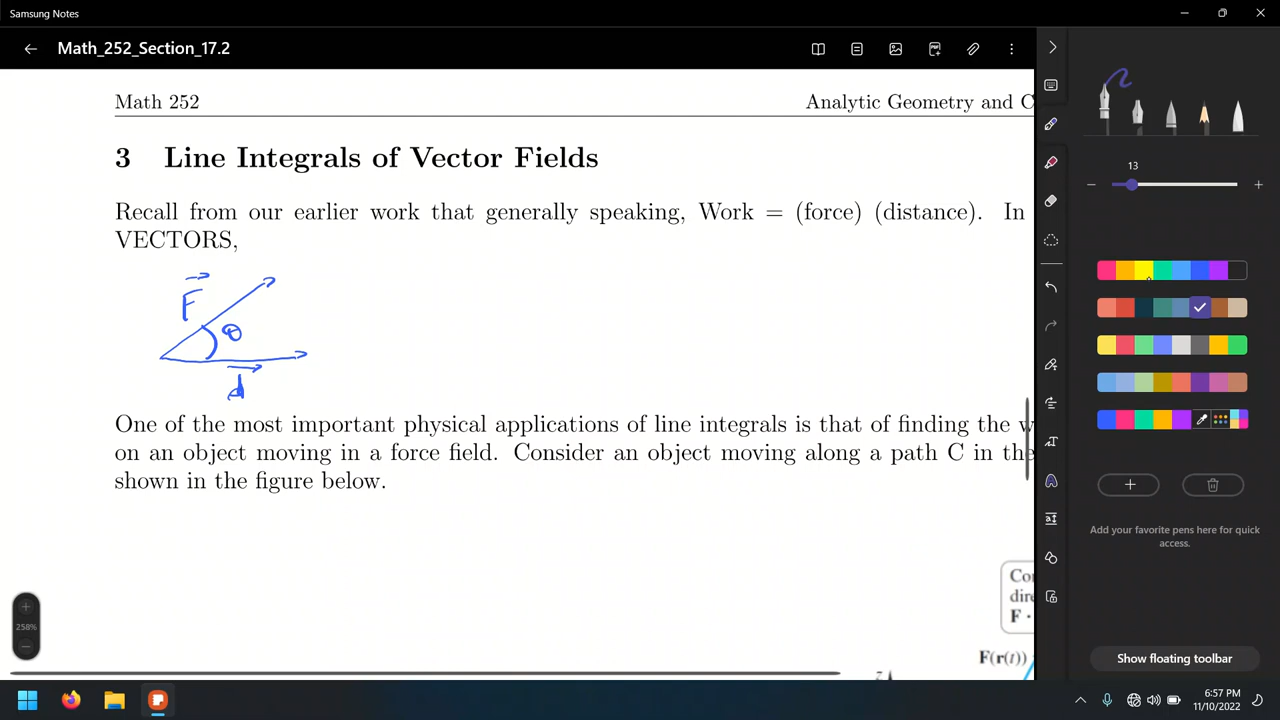 Samsung Notes
Math_252_Section_17.2
Math 252
Analytic Geometry and C
3 Line Integrals of Vector Fields
Recall from our earlier work that generally speaking, Work = (force) (distance). In
VECTORS,
F
θ
d
One of the most important physical applications of line integrals is that of finding the w
on an object moving in a force field. Consider an object moving along a path C in the
shown in the figure below.
Con
dire
F ·
F(r(t))
z
258%
13
Add your favorite pens here for quick
access.
Show floating toolbar
6:57 PM
11/10/2022